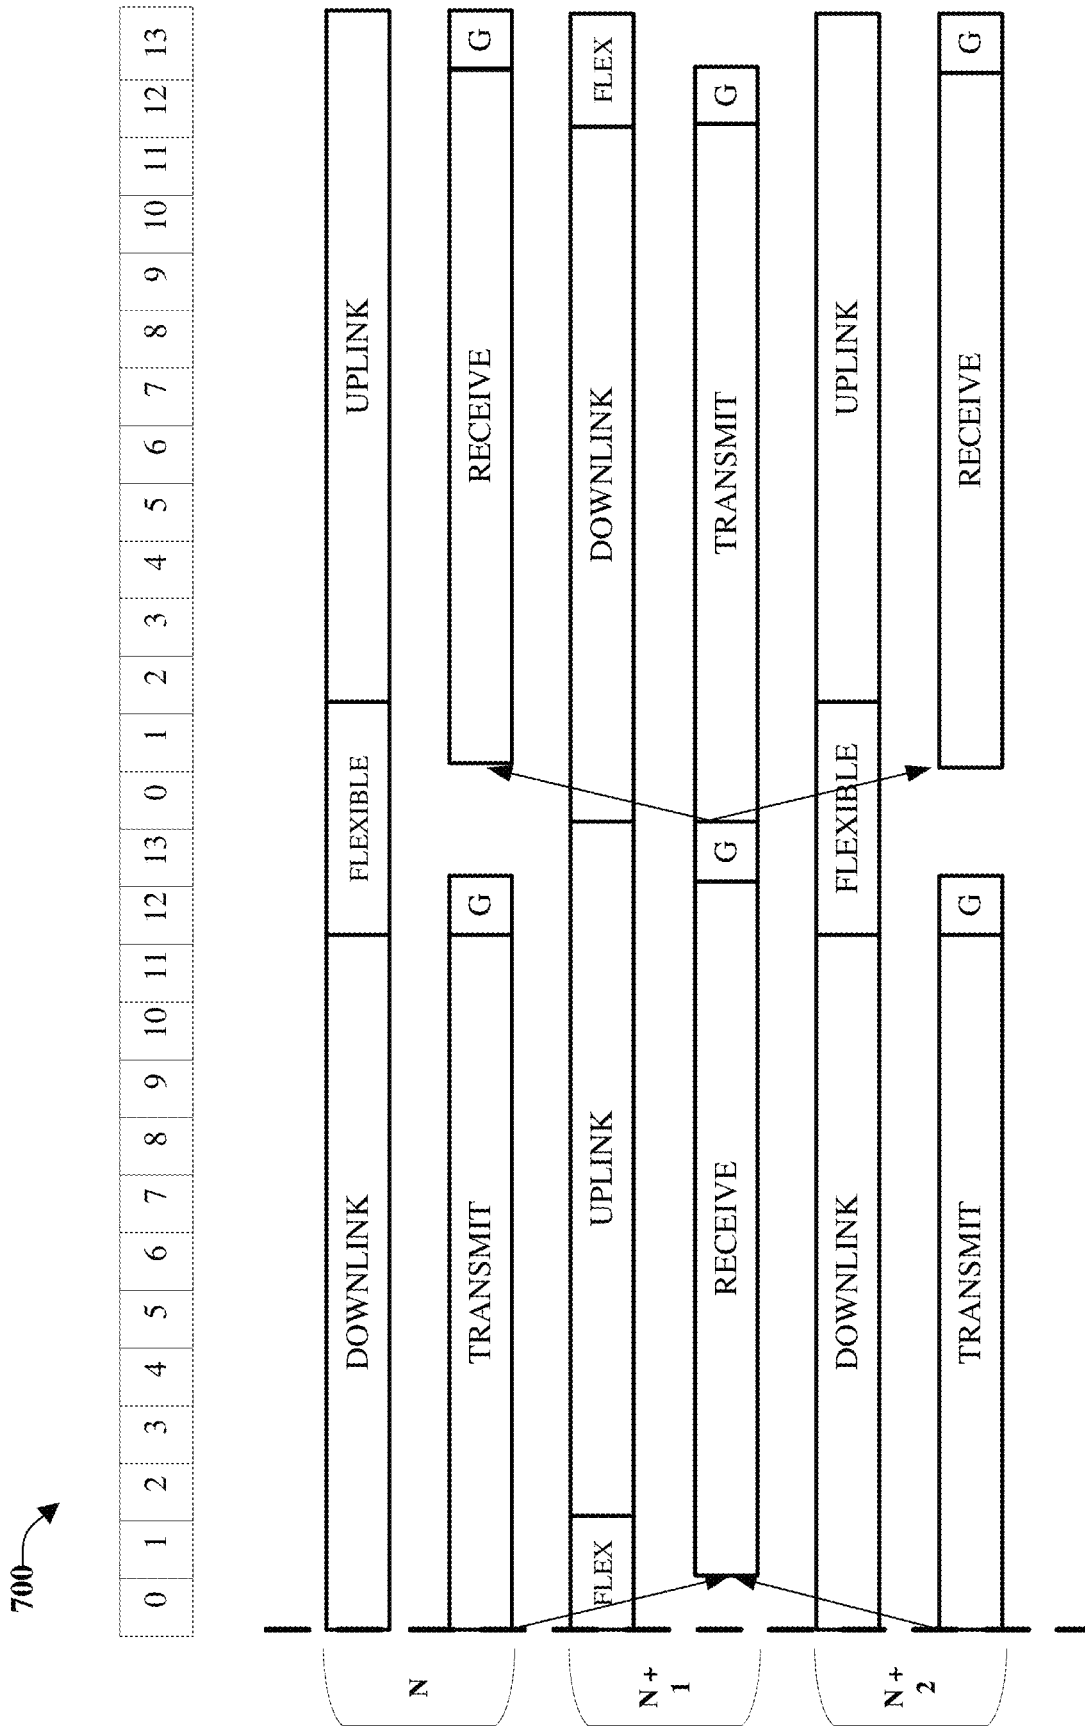 700
0 1 2 3 4 5 6 7 8 9 10 11 12 13 0 1 2 3 4 5 6 7 8 9 10 11 12 13
N
DOWNLINK FLEXIBLE UPLINK
TRANSMIT G RECEIVE G
N +
1
FLEX UPLINK DOWNLINK FLEX
RECEIVE G TRANSMIT G
N +
2
DOWNLINK FLEXIBLE UPLINK
TRANSMIT G RECEIVE G